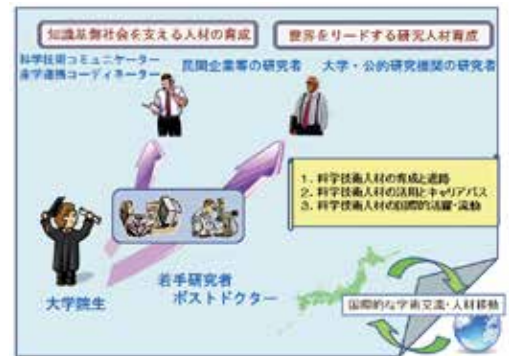 知識基盤社会を支える人材の育成
世界をリードする研究人材育成
科学技術コミュニケーター
産学連携コーディネーター
民間企業等の研究者
大学・公的研究機関の研究者
1. 科学技術人材の育成と進路
2. 科学技術人材の活用とキャリアパス
3. 科学技術人材の国際的活躍・流動
大学院生
若手研究者
ポストドクター
国際的な学術交流・人材移動